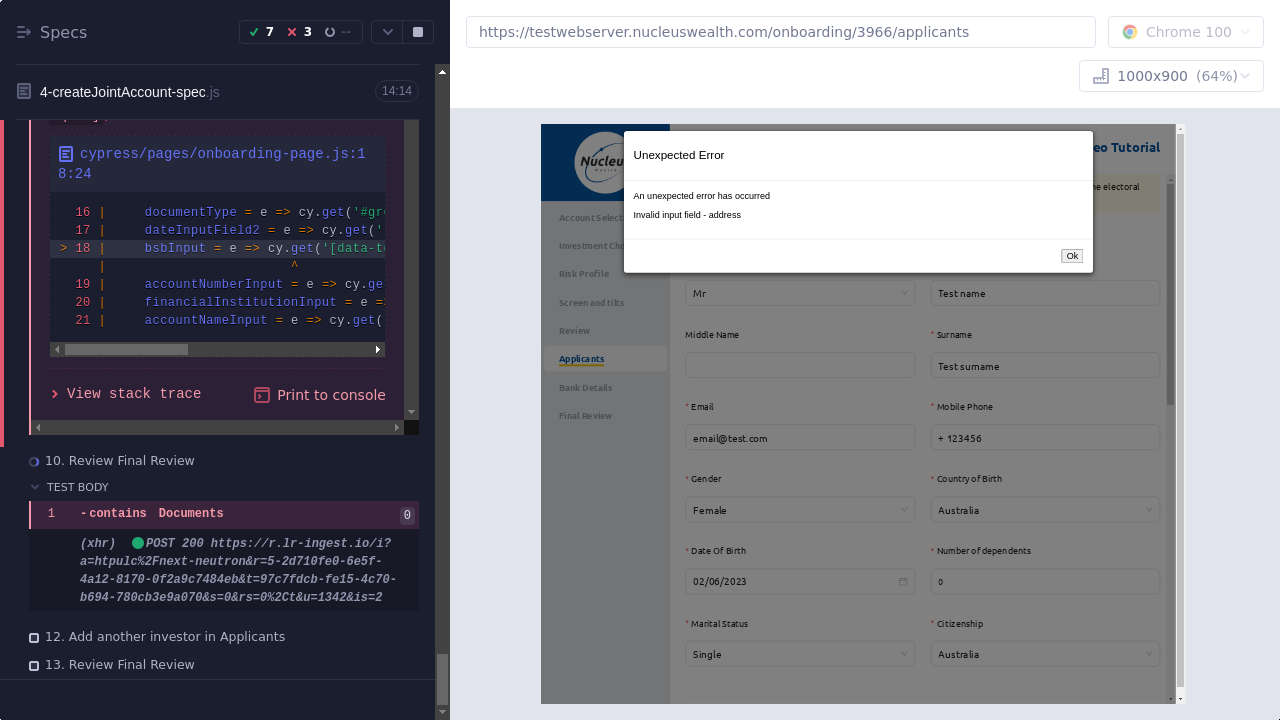 Specs
7
3
--
4-createJointAccount-spec.js
14:14
cypress/pages/onboarding-page.js:1
8:24
16 | documentType = e => cy.get('#gr
17 | dateInputField2 = e => cy.get('
> 18 | bsbInput = e => cy.get('[data-t
| ^
19 | accountNumberInput = e => cy.ge
20 | financialInstitutionInput = e =
21 | accountNameInput = e => cy.get(
View stack trace
Print to console
10. Review Final Review
TEST BODY
1 -contains Documents 0
(xhr) POST 200 https://r.lr-ingest.io/i?
a=htpulc%2Fnext-neutron&r=5-2d710fe0-6e5f-
4a12-8170-0f2a9c7484eb&t=97c7fdcb-fe15-4c70-
b694-780cb3e9a070&s=0&rs=0%2Ct&u=1342&is=2
12. Add another investor in Applicants
13. Review Final Review
https://testwebserver.nucleuswealth.com/onboarding/3966/applicants
Chrome 100
1000x900 (64%)
Nucleu
eo Tutorial
Unexpected Error
An unexpected error has occurred
Invalid input field - address
Ok
e electoral
Account Select
Investment Cho
Risk Profile
Screen and tilts
Review
Applicants
Bank Details
Final Review
Mr
Test name
Middle Name
* Surname
Test surname
* Email
* Mobile Phone
email@test.com
+ 123456
* Gender
* Country of Birth
Female
Australia
* Date Of Birth
* Number of dependents
02/06/2023
0
* Marital Status
* Citizenship
Single
Australia